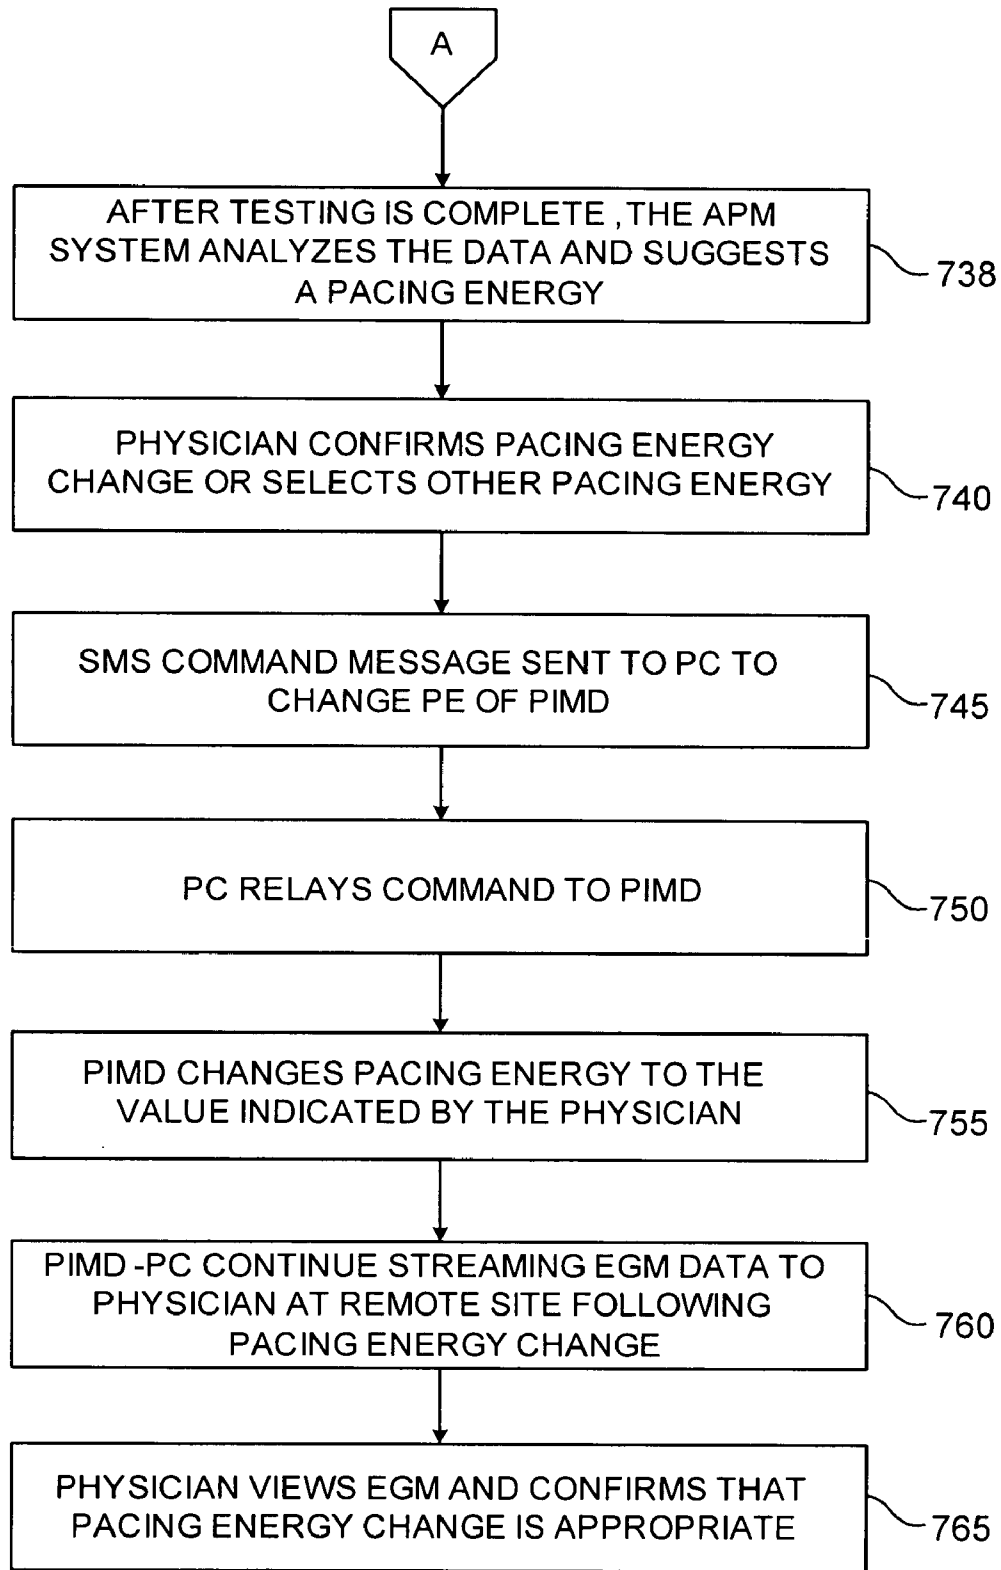 A
AFTER TESTING IS COMPLETE , THE APM
SYSTEM ANALYZES THE DATA AND SUGGESTS
A PACING ENERGY
738
PHYSICIAN CONFIRMS PACING ENERGY
CHANGE OR SELECTS OTHER PACING ENERGY
740
SMS COMMAND MESSAGE SENT TO PC TO
CHANGE PE OF PIMD
745
PC RELAYS COMMAND TO PIMD
750
PIMD CHANGES PACING ENERGY TO THE
VALUE INDICATED BY THE PHYSICIAN
755
PIMD -PC CONTINUE STREAMING EGM DATA TO
PHYSICIAN AT REMOTE SITE FOLLOWING
PACING ENERGY CHANGE
760
PHYSICIAN VIEWS EGM AND CONFIRMS THAT
PACING ENERGY CHANGE IS APPROPRIATE
765